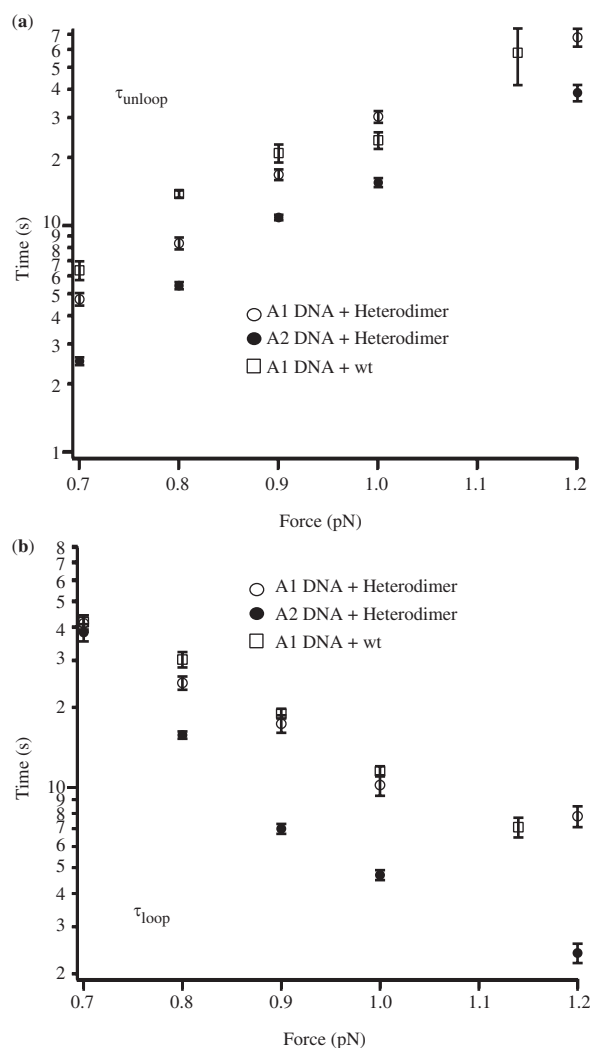 (a)
7
6
5
4
3
2
10
9
8
7
6
5
4
3
2
1
Time (s)
τunloop
A1 DNA + Heterodimer
A2 DNA + Heterodimer
A1 DNA + wt
0.7 0.8 0.9 1.0 1.1 1.2
Force (pN)
(b)
8
7
6
5
4
3
2
10
9
8
7
6
5
4
3
2
Time (s)
A1 DNA + Heterodimer
A2 DNA + Heterodimer
A1 DNA + wt
τloop
0.7 0.8 0.9 1.0 1.1 1.2
Force (pN)